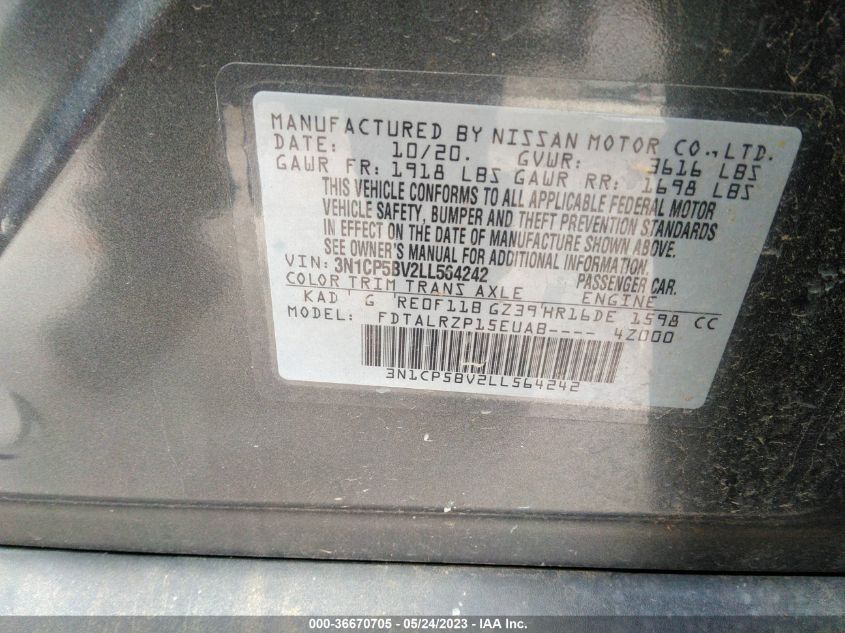 MANUFACTURED BY NISSAN MOTOR CO.,LTD.
DATE: 10/20. GVWR: 3616 LBS
GAWR FR: 1918 LBS GAWR RR: 1698 LBS
THIS VEHICLE CONFORMS TO ALL APPLICABLE FEDERAL MOTOR
VEHICLE SAFETY, BUMPER AND THEFT PREVENTION STANDARDS
IN EFFECT ON THE DATE OF MANUFACTURE SHOWN ABOVE.
SEE OWNER'S MANUAL FOR ADDITIONAL INFORMATION.
VIN: 3N1CP5BV2LL564242 PASSENGER CAR.
COLOR TRIM TRANS AXLE ENGINE
KAD G RE0F11B GZ39 HR16DE 1598 CC
MODEL: FDTALRZP15EUAB---- 4Z000
3N1CP5BV2LL564242
000-36670705 - 05/24/2023 - IAA Inc.